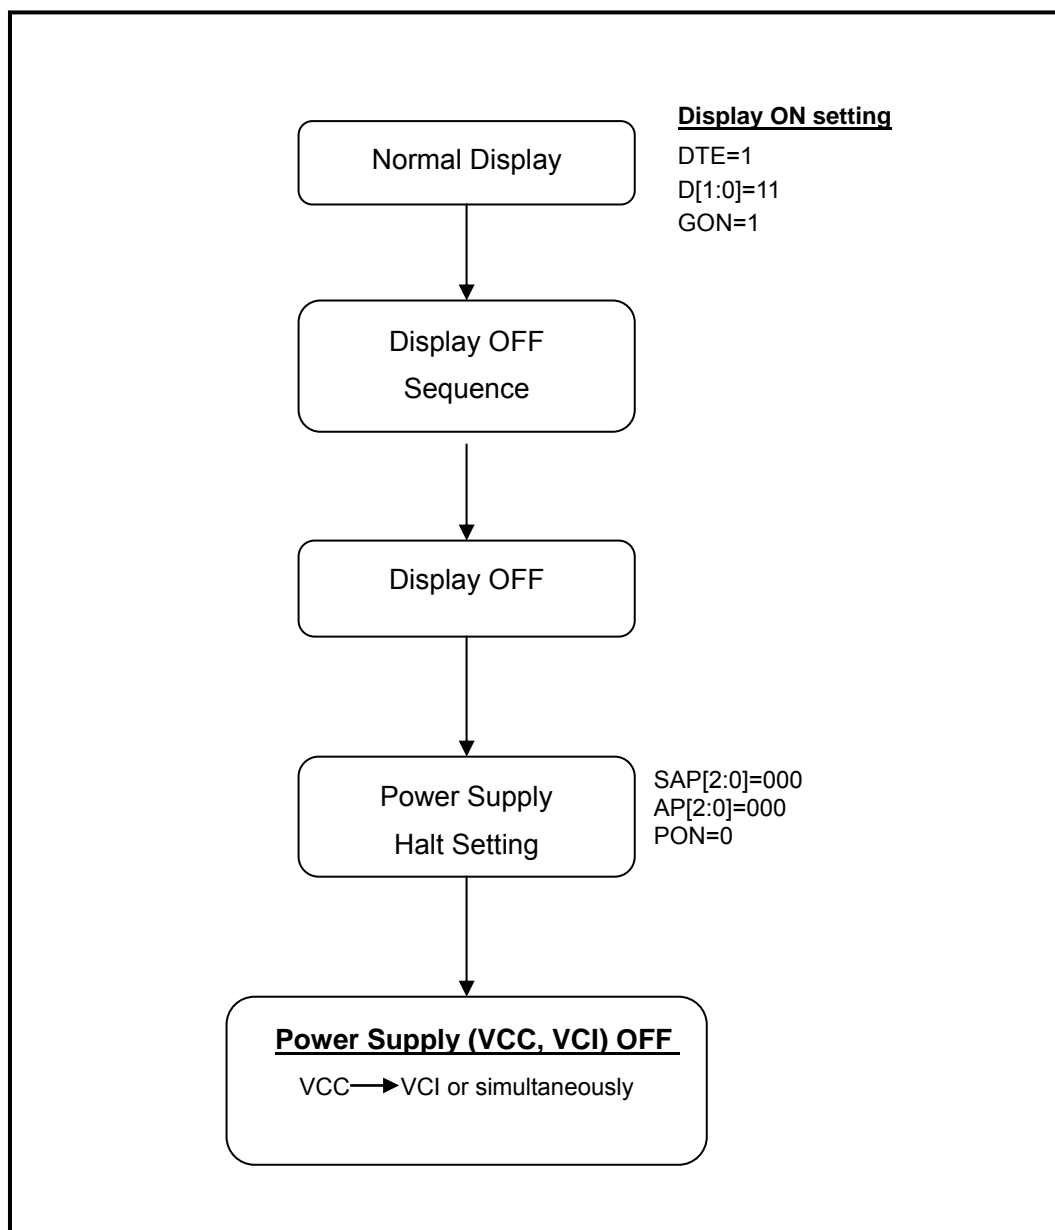 Normal Display
Display ON setting
DTE=1
D[1:0]=11
GON=1
Display OFF
Sequence
Display OFF
Power Supply
Halt Setting
SAP[2:0]=000
AP[2:0]=000
PON=0
Power Supply (VCC, VCI) OFF
VCC VCI or simultaneously